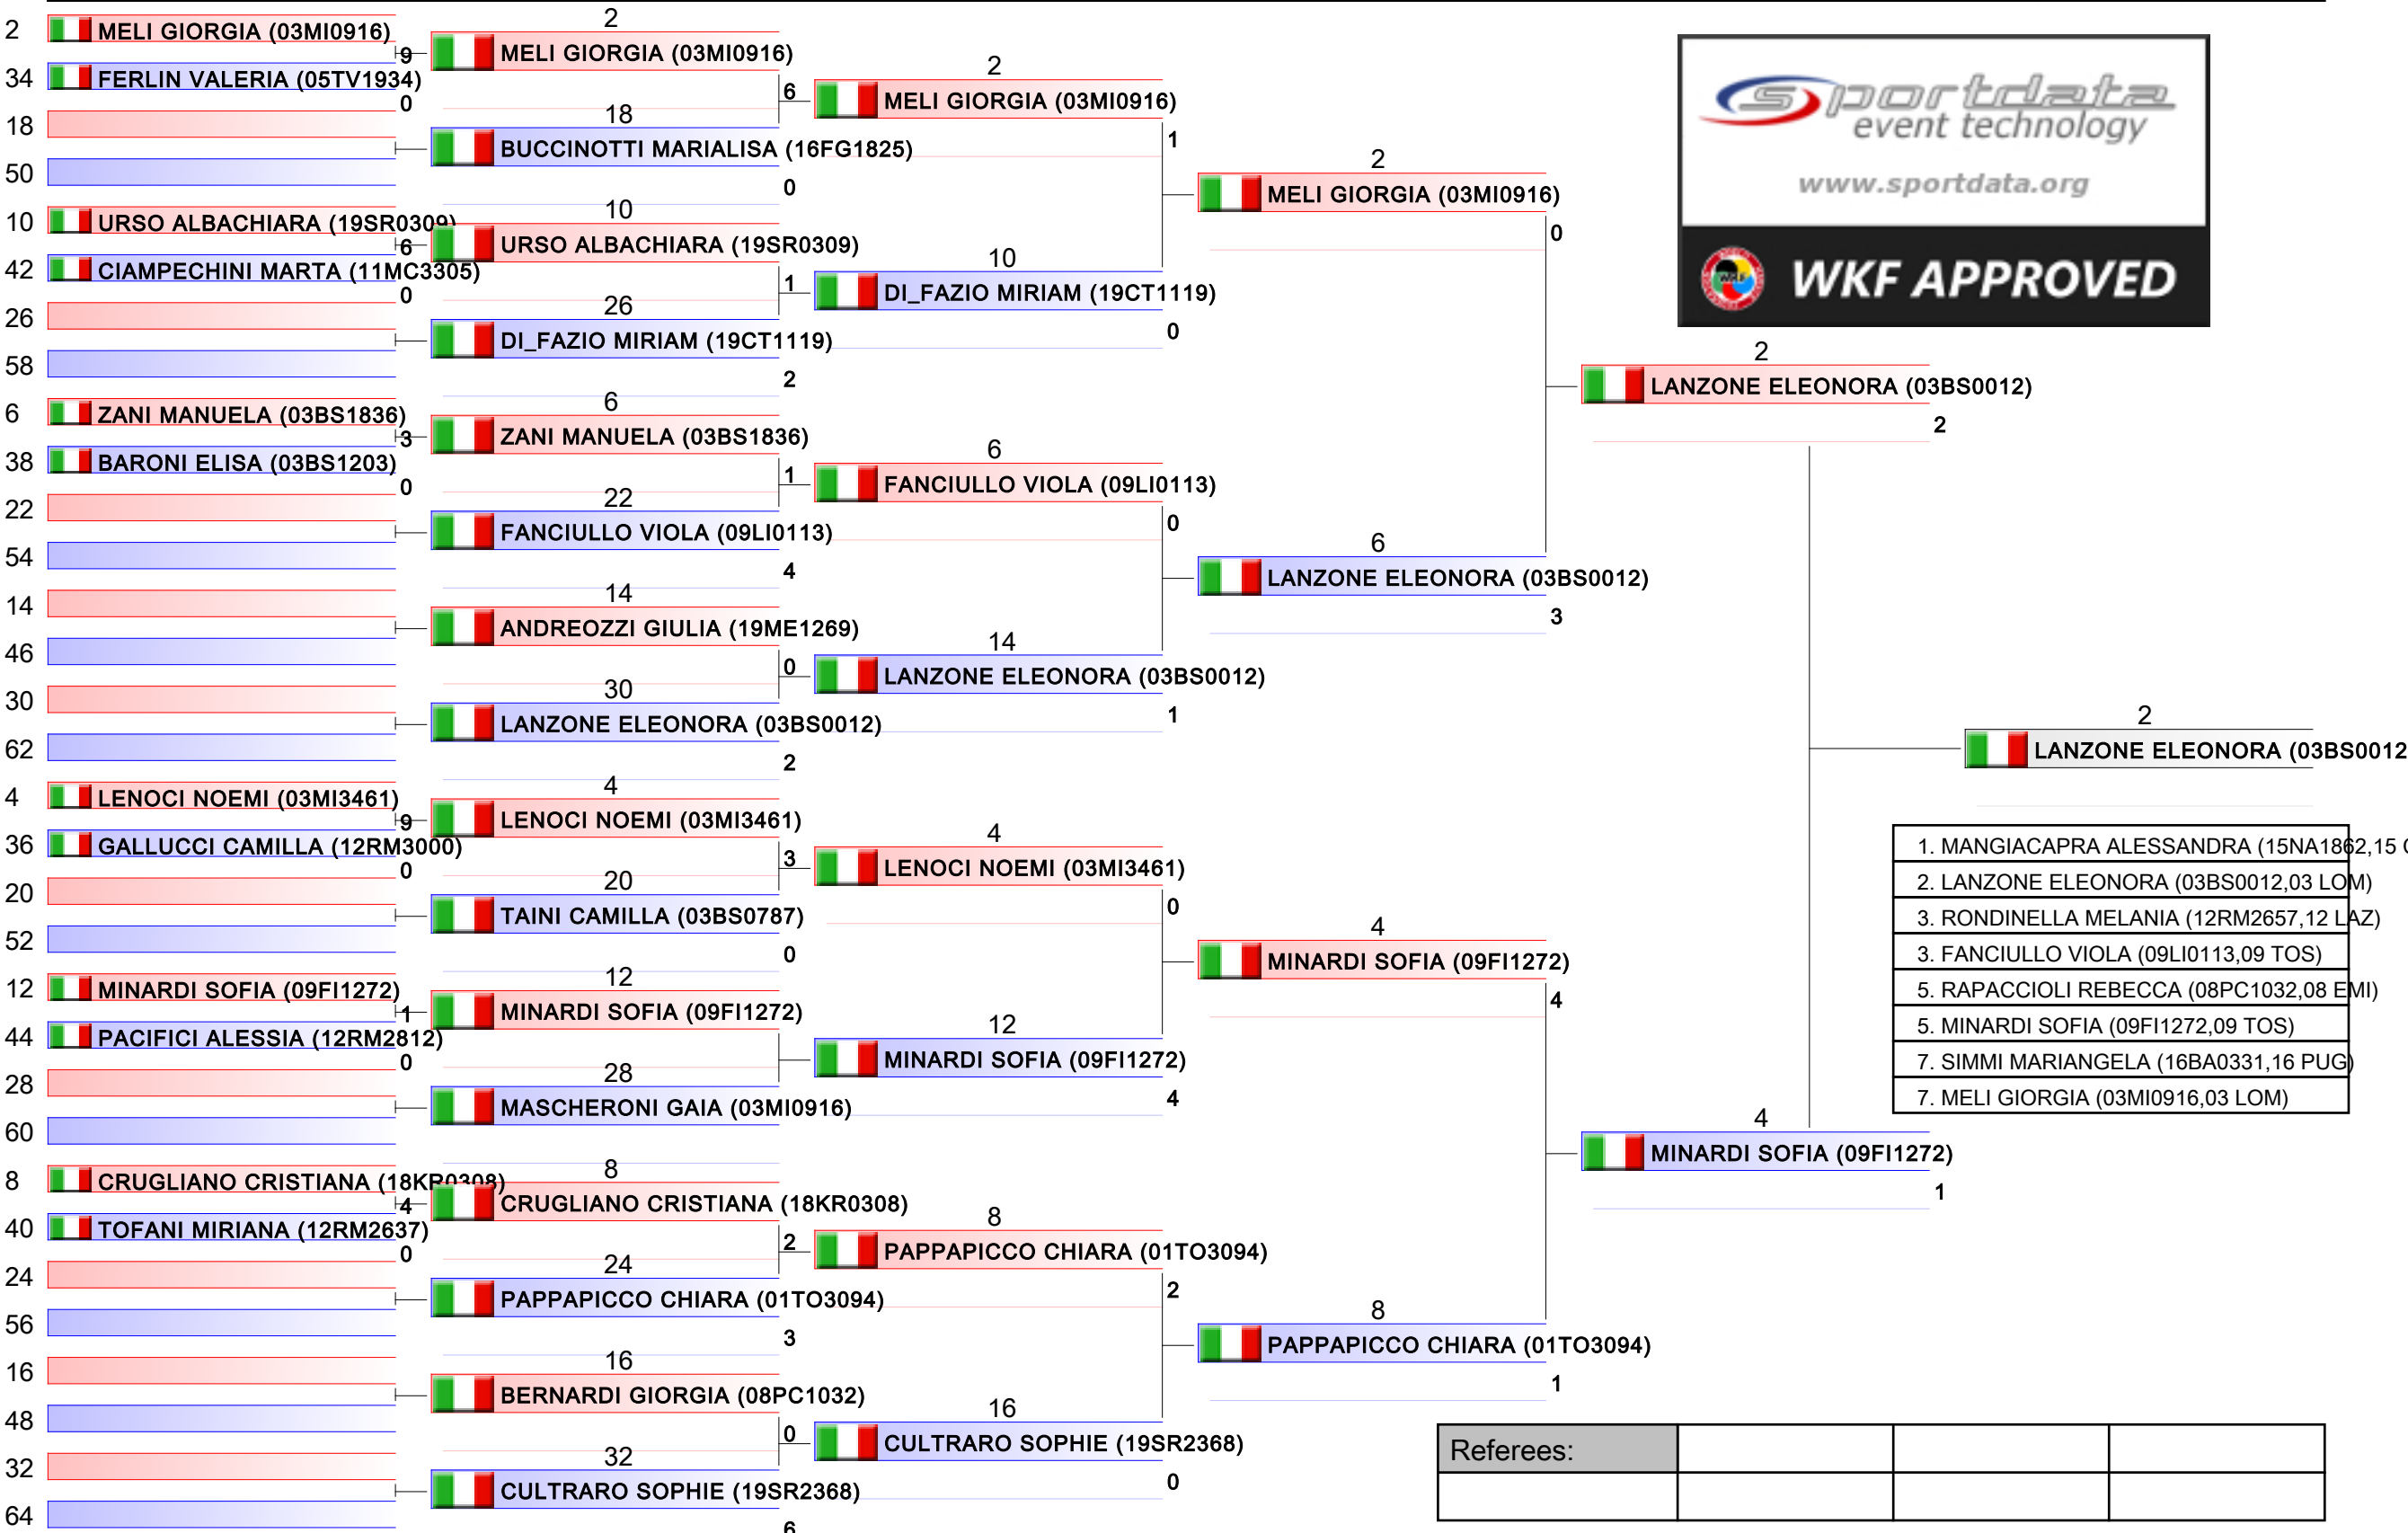 2 MELI GIORGIA (03MI0916)
9
34 FERLIN VALERIA (05TV1934)
0
18
50
10 URSO ALBACHIARA (19SR0309)
6
42 CIAMPECHINI MARTA (11MC3305)
0
26
58
6 ZANI MANUELA (03BS1836)
3
38 BARONI ELISA (03BS1203)
0
22
54
14
46
30
62
4 LENOCI NOEMI (03MI3461)
9
36 GALLUCCI CAMILLA (12RM3000)
0
20
52
12 MINARDI SOFIA (09FI1272)
1
44 PACIFICI ALESSIA (12RM2812)
0
28
60
8 CRUGLIANO CRISTIANA (18KR0308)
4
40 TOFANI MIRIANA (12RM2637)
0
24
56
16
48
32
64
2
MELI GIORGIA (03MI0916)
6
18
BUCCINOTTI MARIALISA (16FG1825)
0
10
URSO ALBACHIARA (19SR0309)
1
26
DI_FAZIO MIRIAM (19CT1119)
2
6
ZANI MANUELA (03BS1836)
1
22
FANCIULLO VIOLA (09LI0113)
4
14
ANDREOZZI GIULIA (19ME1269)
0
30
LANZONE ELEONORA (03BS0012)
2
4
LENOCI NOEMI (03MI3461)
3
20
TAINI CAMILLA (03BS0787)
0
12
MINARDI SOFIA (09FI1272)
28
MASCHERONI GAIA (03MI0916)
8
CRUGLIANO CRISTIANA (18KR0308)
2
24
PAPPAPICCO CHIARA (01TO3094)
3
16
BERNARDI GIORGIA (08PC1032)
0
32
CULTRARO SOPHIE (19SR2368)
6
2
MELI GIORGIA (03MI0916)
1
10
DI_FAZIO MIRIAM (19CT1119)
0
6
FANCIULLO VIOLA (09LI0113)
0
14
LANZONE ELEONORA (03BS0012)
1
4
LENOCI NOEMI (03MI3461)
0
12
MINARDI SOFIA (09FI1272)
4
8
PAPPAPICCO CHIARA (01TO3094)
2
16
CULTRARO SOPHIE (19SR2368)
0
2
MELI GIORGIA (03MI0916)
0
6
LANZONE ELEONORA (03BS0012)
3
4
MINARDI SOFIA (09FI1272)
4
8
PAPPAPICCO CHIARA (01TO3094)
1
2
LANZONE ELEONORA (03BS0012)
2
4
MINARDI SOFIA (09FI1272)
1
2
LANZONE ELEONORA (03BS0012
sportdata
event technology
www.sportdata.org
WKF APPROVED
1. MANGIACAPRA ALESSANDRA (15NA1862,15
2. LANZONE ELEONORA (03BS0012,03 LOM)
3. RONDINELLA MELANIA (12RM2657,12 LAZ)
3. FANCIULLO VIOLA (09LI0113,09 TOS)
5. RAPACCIOLI REBECCA (08PC1032,08 EMI)
5. MINARDI SOFIA (09FI1272,09 TOS)
7. SIMMI MARIANGELA (16BA0331,16 PUG)
7. MELI GIORGIA (03MI0916,03 LOM)
Referees: